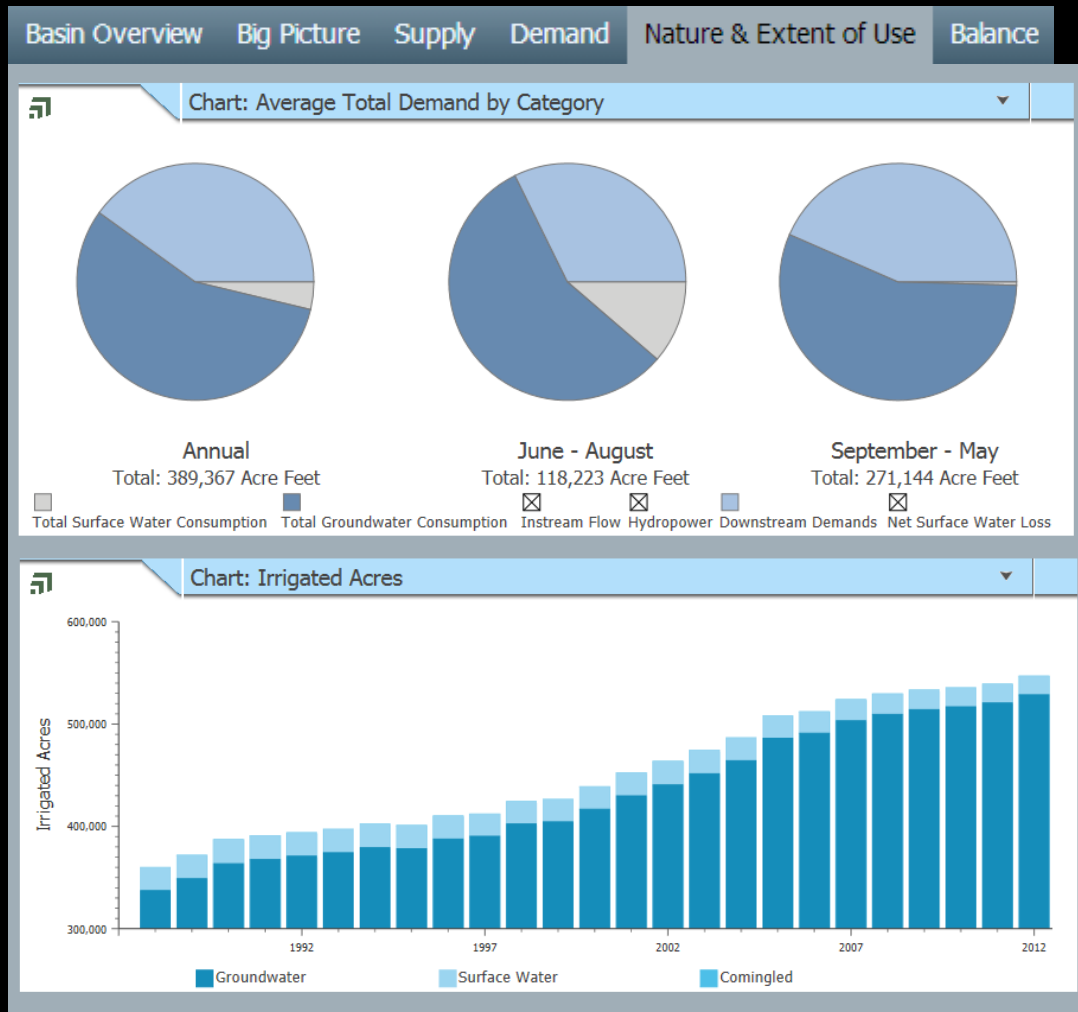 Basin Overview Big Picture Supply Demand Nature & Extent of Use Balance
Chart: Average Total Demand by Category
Annual June - August September - May
Total: 389,367 Acre Feet Total: 118,223 Acre Feet Total: 271,144 Acre Feet
Total Surface Water Consumption Total Groundwater Consumption Instream Flow Hydropower Downstream Demands Net Surface Water Loss
Chart: Irrigated Acres
600,000
500,000
400,000
300,000
Irrigated Acres
1992 1997 2002 2007 2012
Groundwater Surface Water Comingled